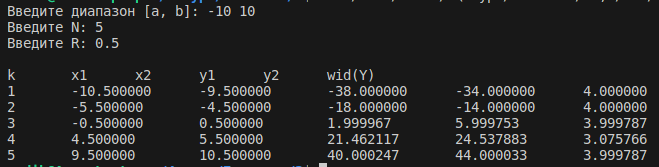 Введите диапазон [a, b]: -10 10
Введите N: 5
Введите R: 0.5
k x1 x2 y1 y2 wid(Y)
1 -10.500000 -9.500000 -38.000000 -34.000000 4.000000
2 -5.500000 -4.500000 -18.000000 -14.000000 4.000000
3 -0.500000 0.500000 1.999967 5.999753 3.999787
4 4.500000 5.500000 21.462117 24.537883 3.075766
5 9.500000 10.500000 40.000247 44.000033 3.999787